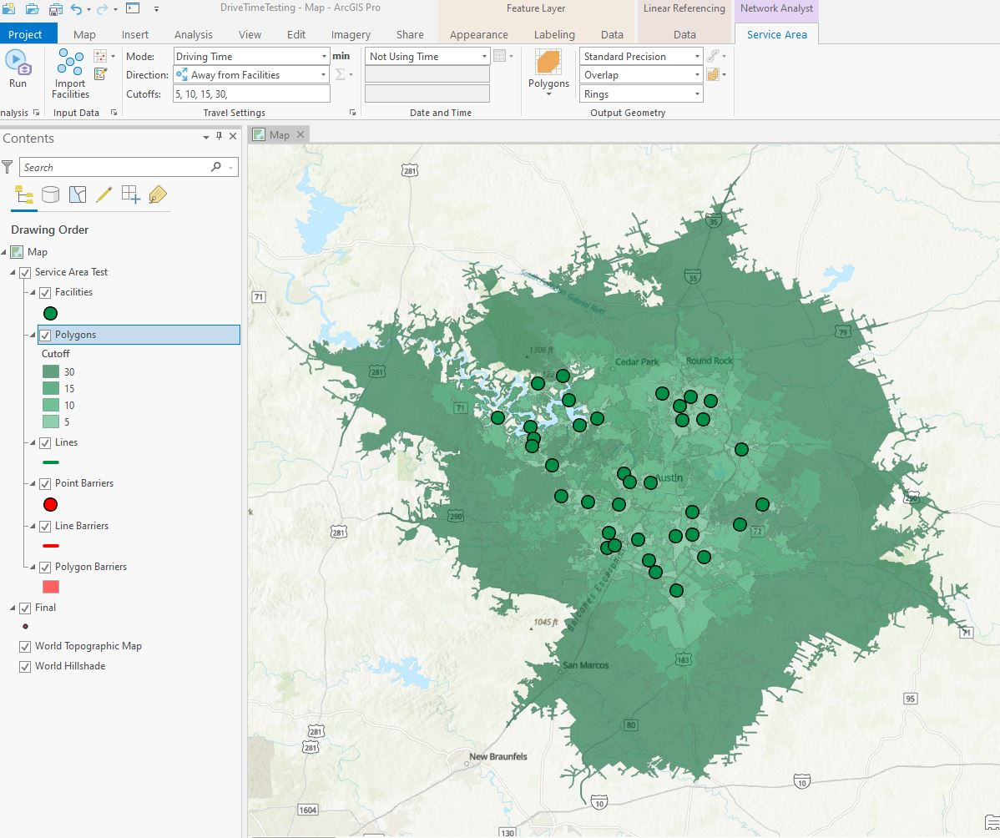 DriveTimeTesting - Map - ArcGIS Pro
Feature Layer
Linear Referencing
Network Analyst
Project
Map
Insert
Analysis
View
Edit
Imagery
Share
Appearance
Labeling
Data
Data
Service Area
Run
nalysis
Import
Facilities
Input Data
Mode:
Driving Time
min
Direction:
Away from Facilities
Cutoffs:
5, 10, 15, 30,
Travel Settings
Not Using Time
Date and Time
Polygons
Standard Precision
Overlap
Rings
Output Geometry
Contents
Search
Drawing Order
Map
Service Area Test
Facilities
Polygons
Cutoff
30
15
10
5
Lines
Point Barriers
Line Barriers
Polygon Barriers
Final
World Topographic Map
World Hillshade
Map
281
35
35
71
79
1306 ft
Cedar Park
Round Rock
281
71
Austin
290
290
281
71
Balcones Escarpm
1045 ft
71
183
San Marcos
95
80
281
281
New Braunfels
10
10
1604
130